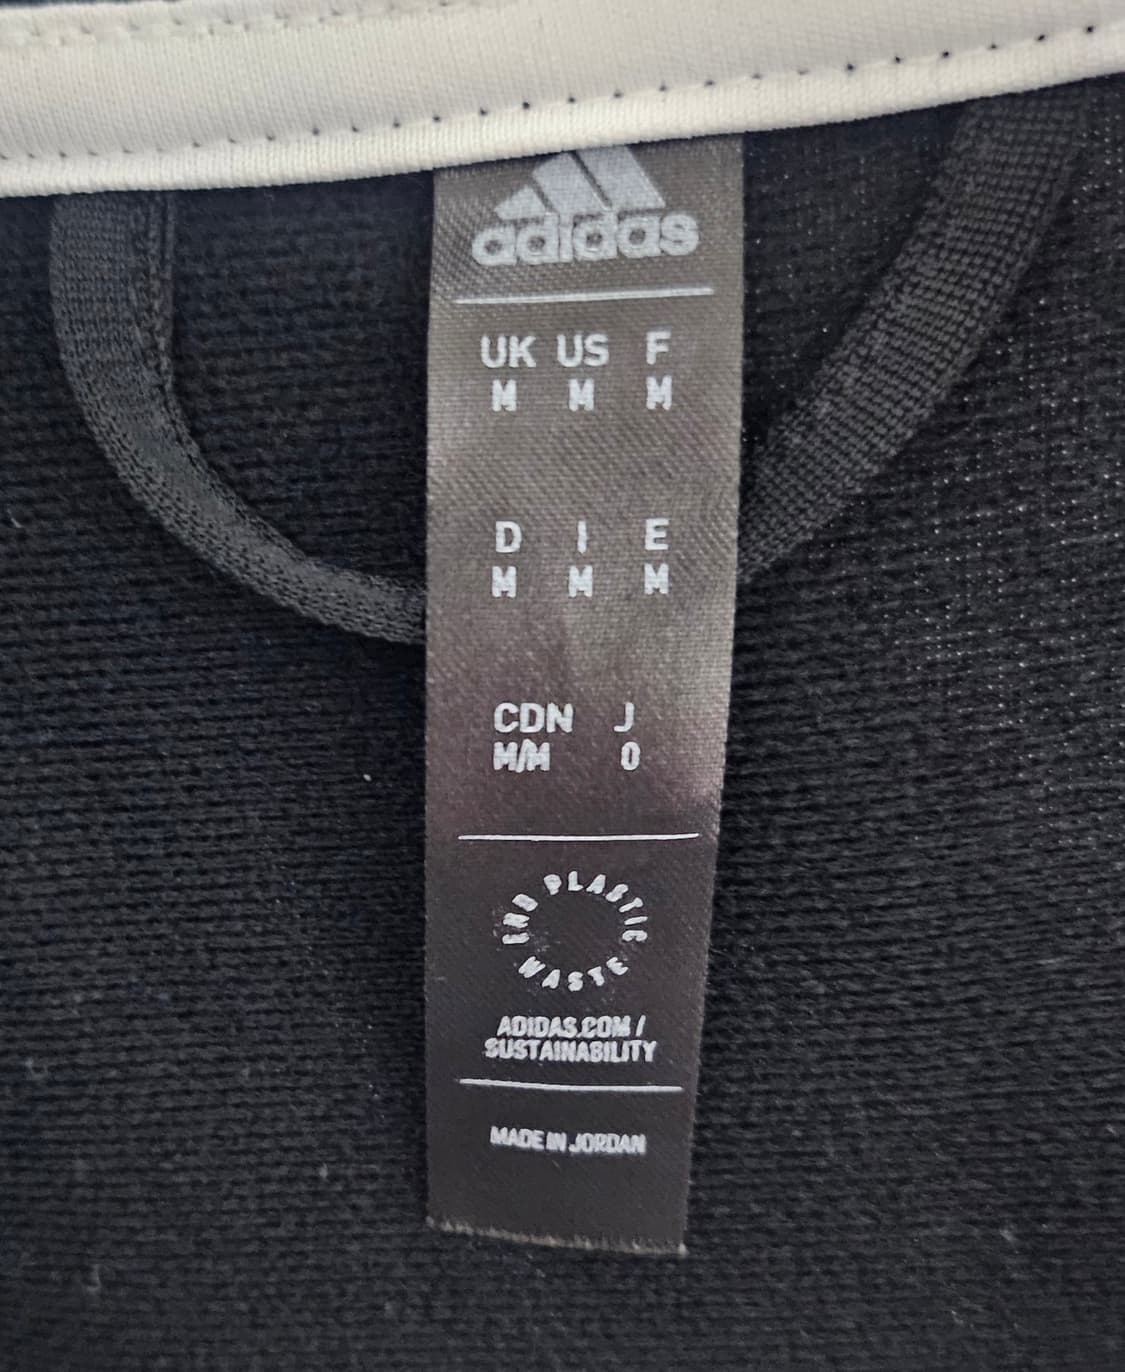 adidas
UK US F
M M M
D I E
M M M
CDN J
M/M O
END PLASTIC WASTE
ADIDAS.COM /
SUSTAINABILITY
MADE IN JORDAN